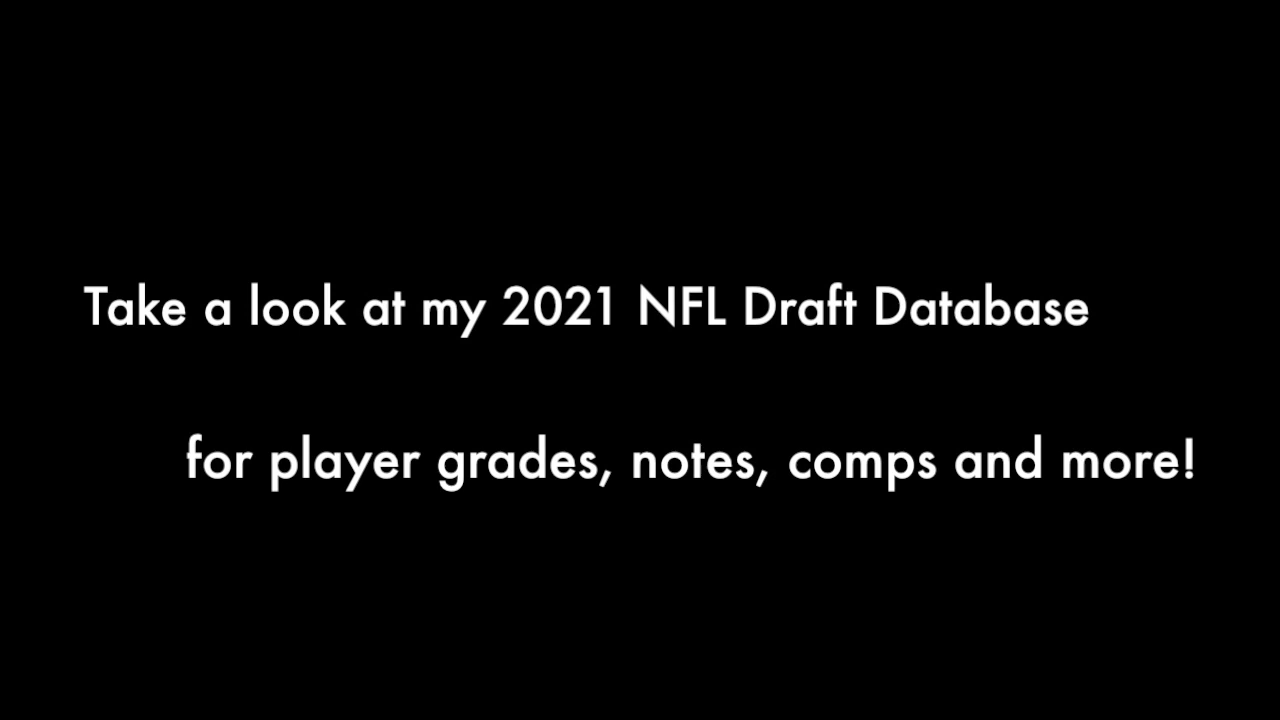 Take a look at my 2021 NFL Draft Database
for player grades, notes, comps and more!